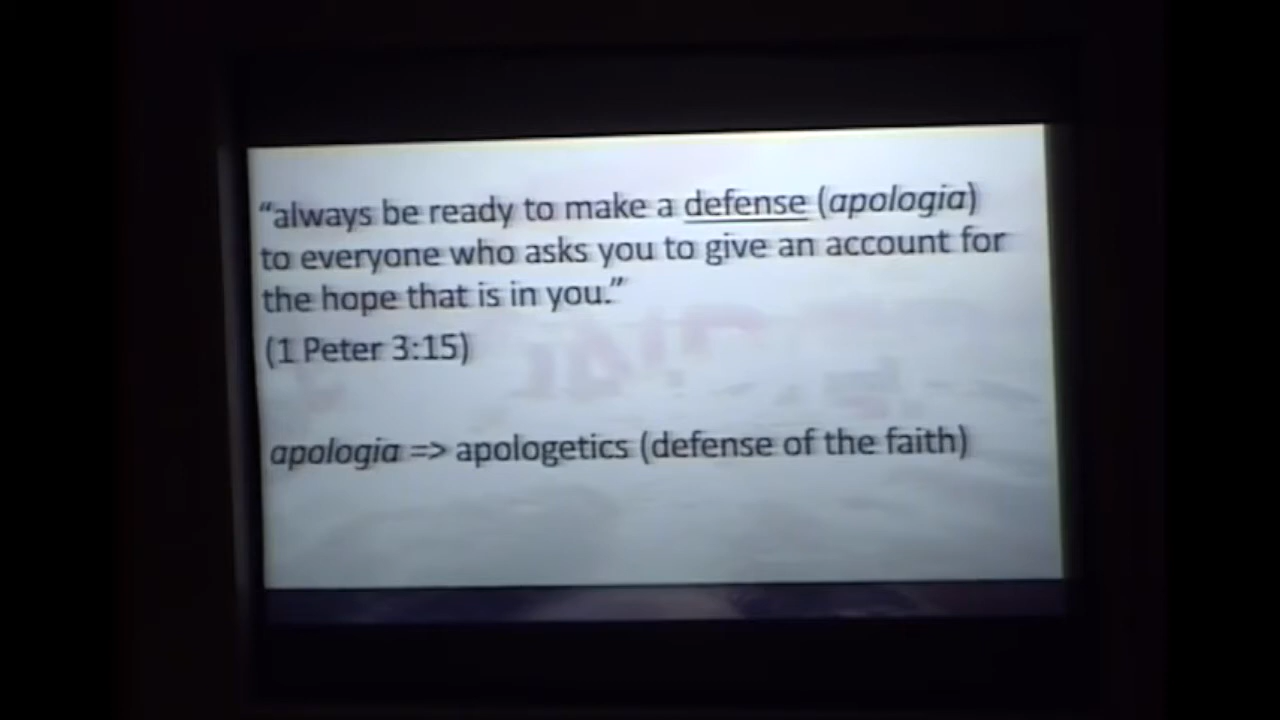 “always be ready to make a defense (apologia)
to everyone who asks you to give an account for
the hope that is in you.”
(1 Peter 3:15)
apologia => apologetics (defense of the faith)